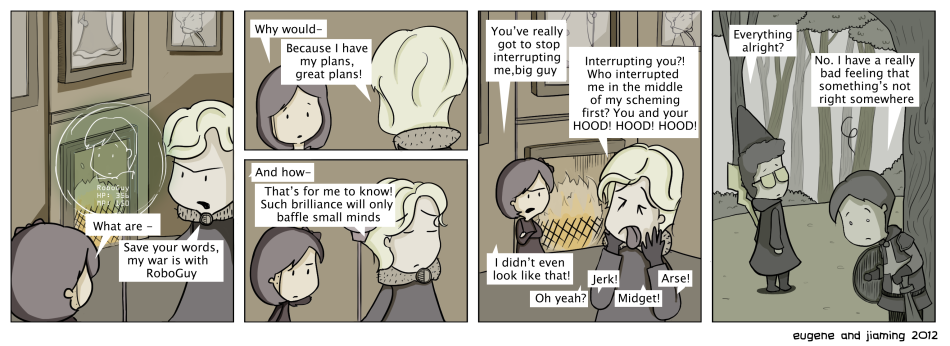 RoboGuy
HP: 356
MP: 550
What are –
Save your words,
my war is with
RoboGuy
Why would–
Because I have
my plans,
great plans!
And how–
That's for me to know!
Such brilliance will only
baffle small minds
You've really
got to stop
interrupting
me,big guy
Interrupting you?!
Who interrupted
me in the middle
of my scheming
first? You and your
HOOD! HOOD! HOOD!
I didn't even
look like that!
Jerk!
Arse!
Oh yeah?
Midget!
Everything
alright?
No. I have a really
bad feeling that
something's not
right somewhere
eugene and jiaming 2012